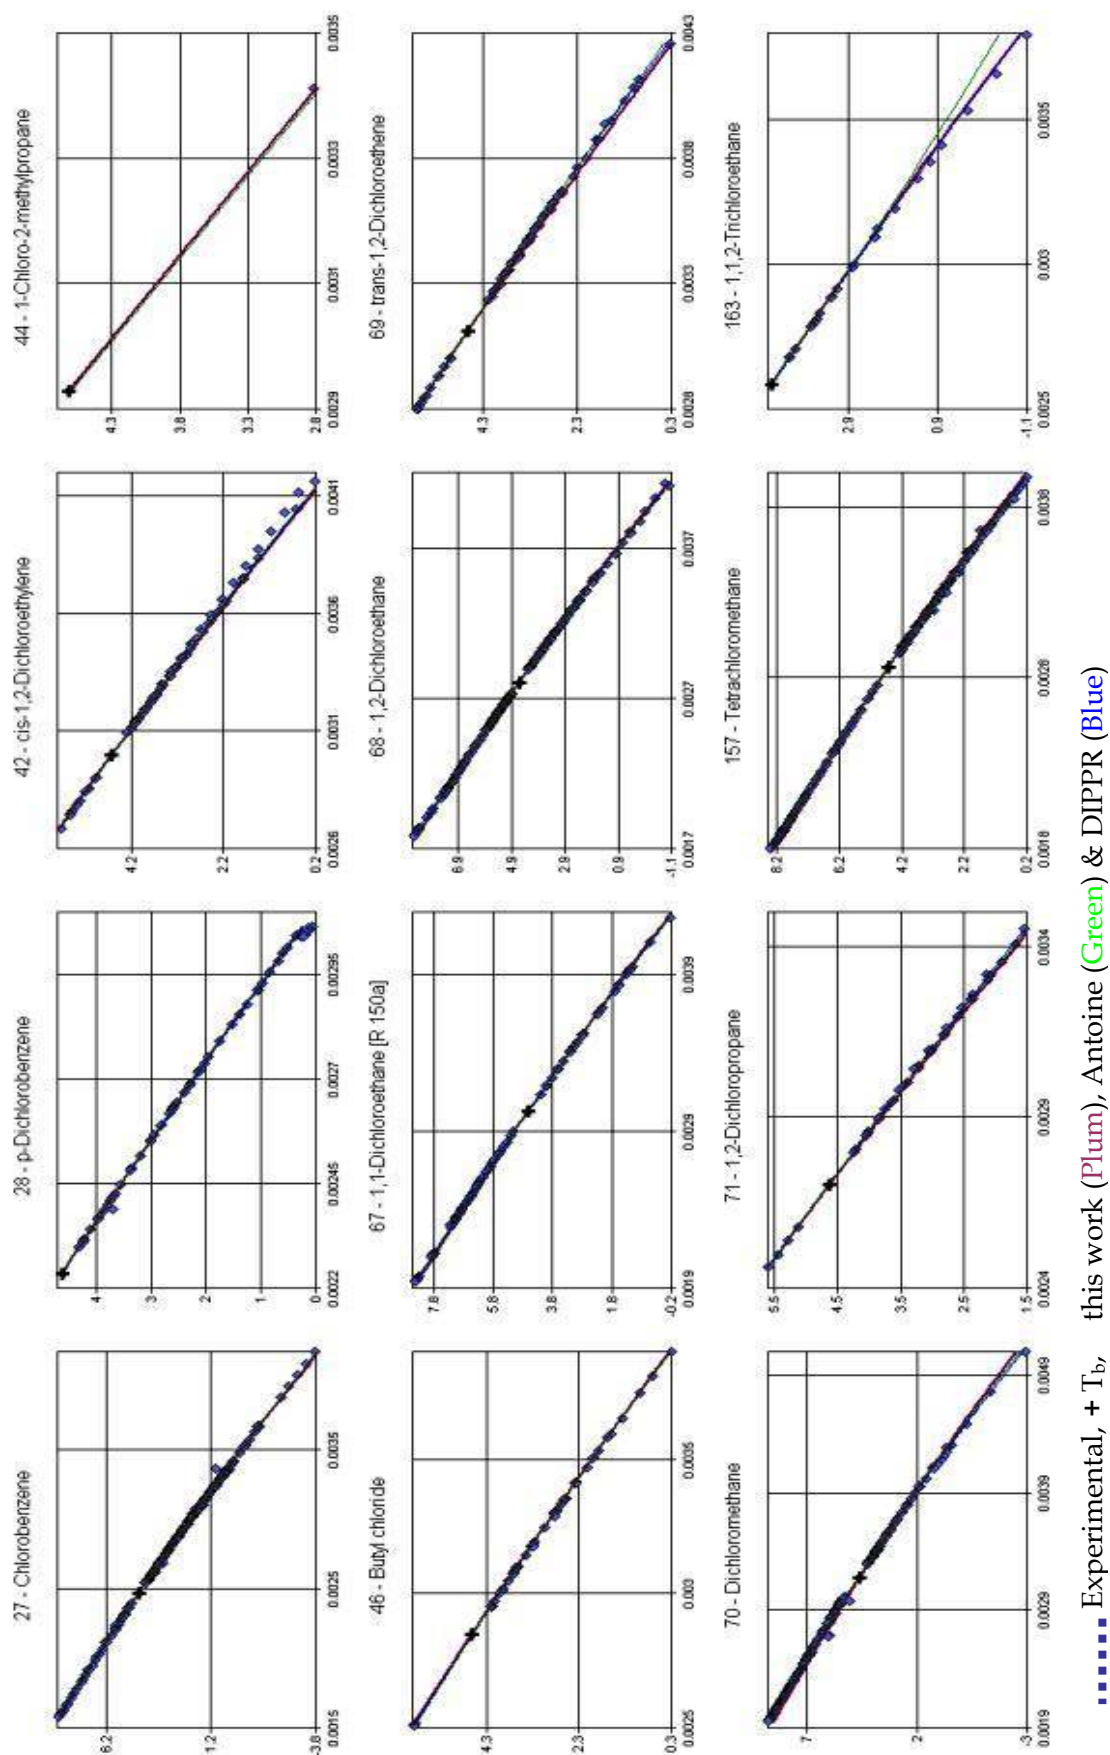 27 - Chlorobenzene
6.2
1.2
-3.8
0.0015 0.0025 0.0035
28 - p-Dichlorobenzene
4
3
2
1
0
0.0022 0.00245 0.0027 0.00295
42 - cis-1,2-Dichloroethylene
4.2
2.2
0.2
0.0026 0.0031 0.0036 0.0041
44 - 1-Chloro-2-methylpropane
4.3
3.8
3.3
2.8
0.0029 0.0031 0.0033 0.0035
46 - Butyl chloride
4.3
2.3
0.3
0.0025 0.003 0.0035
67 - 1,1-Dichloroethane [R 150a]
7.8
5.8
3.8
1.8
-0.2
0.0019 0.0029 0.0039
68 - 1,2-Dichloroethane
6.9
4.9
2.9
0.9
-1.1
0.0017 0.0027 0.0037
69 - trans-1,2-Dichloroethene
4.3
2.3
0.3
0.0028 0.0033 0.0038 0.0043
70 - Dichloromethane
7
2
-3
0.0019 0.0029 0.0039 0.0049
71 - 1,2-Dichloropropane
5.5
4.5
3.5
2.5
1.5
0.0024 0.0029 0.0034
157 - Tetrachloromethane
8.2
6.2
4.2
2.2
0.2
0.0018 0.0028 0.0038
163 - 1,1,2-Trichloroethane
2.9
0.9
-1.1
0.0025 0.003 0.0035
Experimental, + Tb, this work (Plum), Antoine (Green) & DIPPR (Blue)